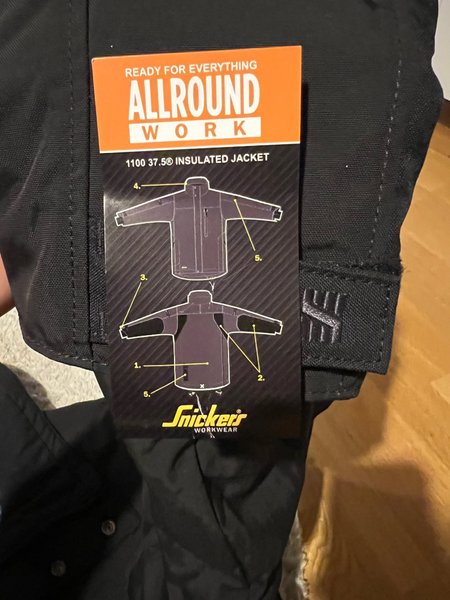 READY FOR EVERYTHING
ALLROUND
WORK
1100 37.5® INSULATED JACKET
4.
5.
3.
1.
5.
2.
Snickers
WORKWEAR